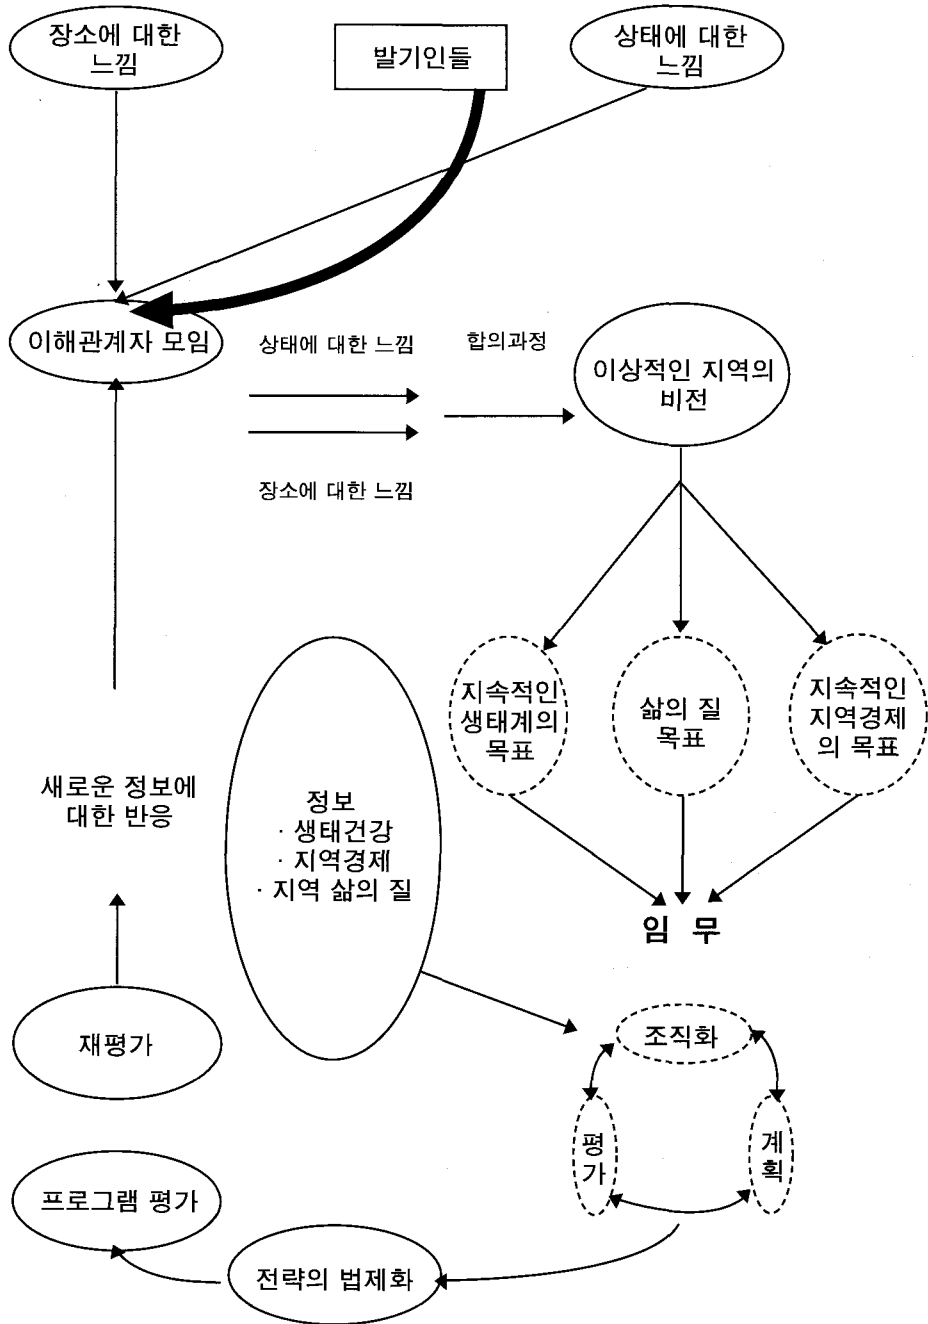 장소에 대한
느낌
발기인들
상태에 대한
느낌
이해관계자 모임
상태에 대한 느낌
합의과정
이상적인 지역의
비전
장소에 대한 느낌
지속적인
생태계의
목표
삶의 질
목표
지속적인
지역경제
의 목표
새로운 정보에
대한 반응
정보
· 생태건강
· 지역경제
· 지역 삶의 질
임 무
재평가
조직화
평
가
계
획
프로그램 평가
전략의 법제화